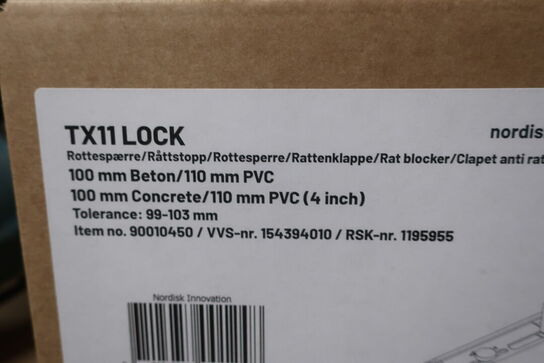 TX11 LOCK
nordis
Rottespærre/Råttstopp/Rottesperre/Rattenklappe/Rat blocker/Clapet anti rat
100 mm Beton/110 mm PVC
100 mm Concrete/110 mm PVC (4 inch)
Tolerance: 99-103 mm
Item no. 90010450 / VVS-nr. 154394010 / RSK-nr. 1195955
Nordisk Innovation